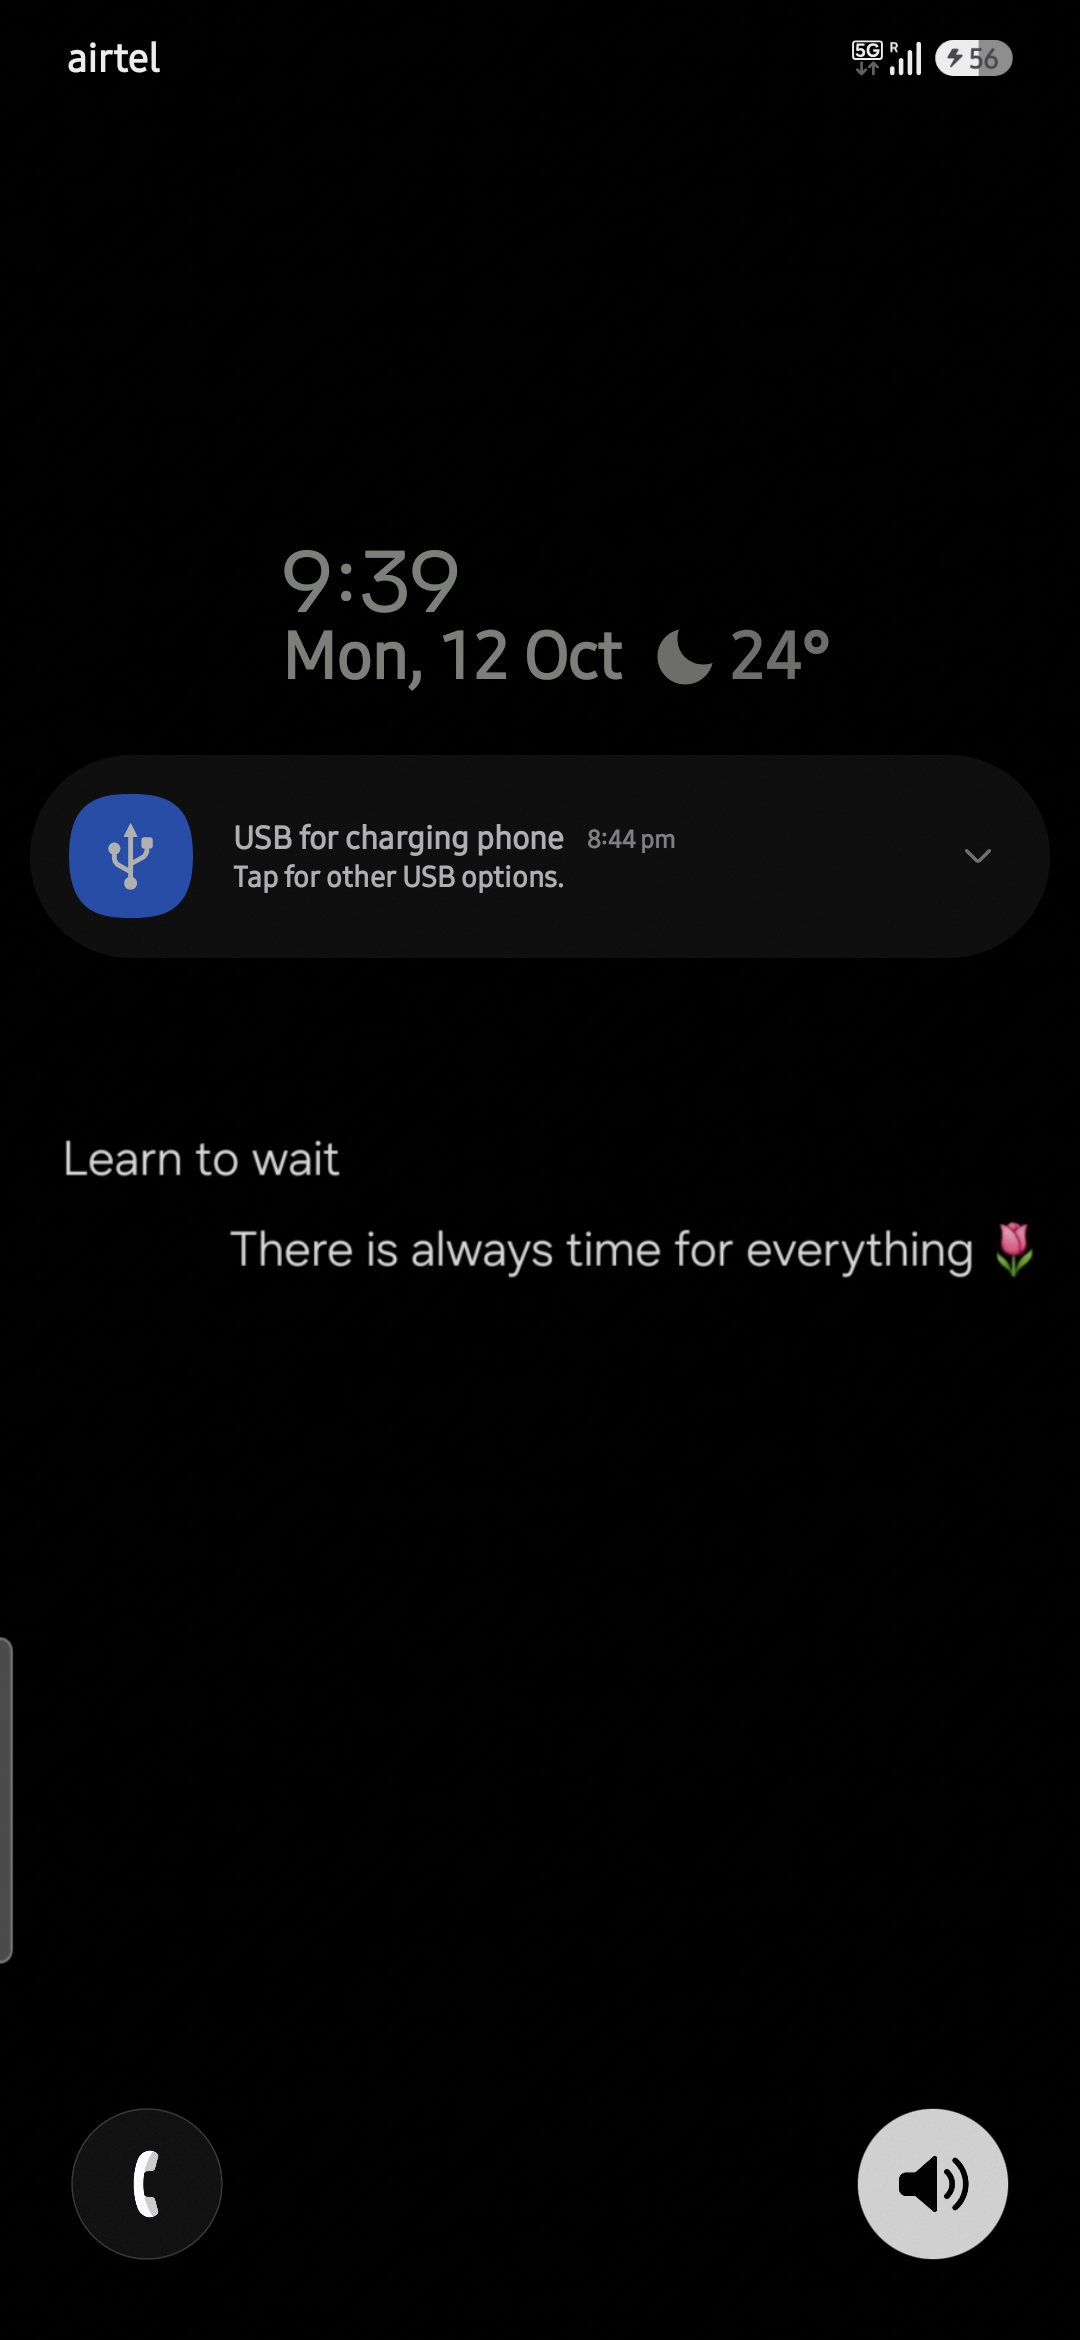 airtel
5G R 56
9:39
Mon, 12 Oct 24°
USB for charging phone 8:44 pm
Tap for other USB options.
Learn to wait
There is always time for everything 🌷